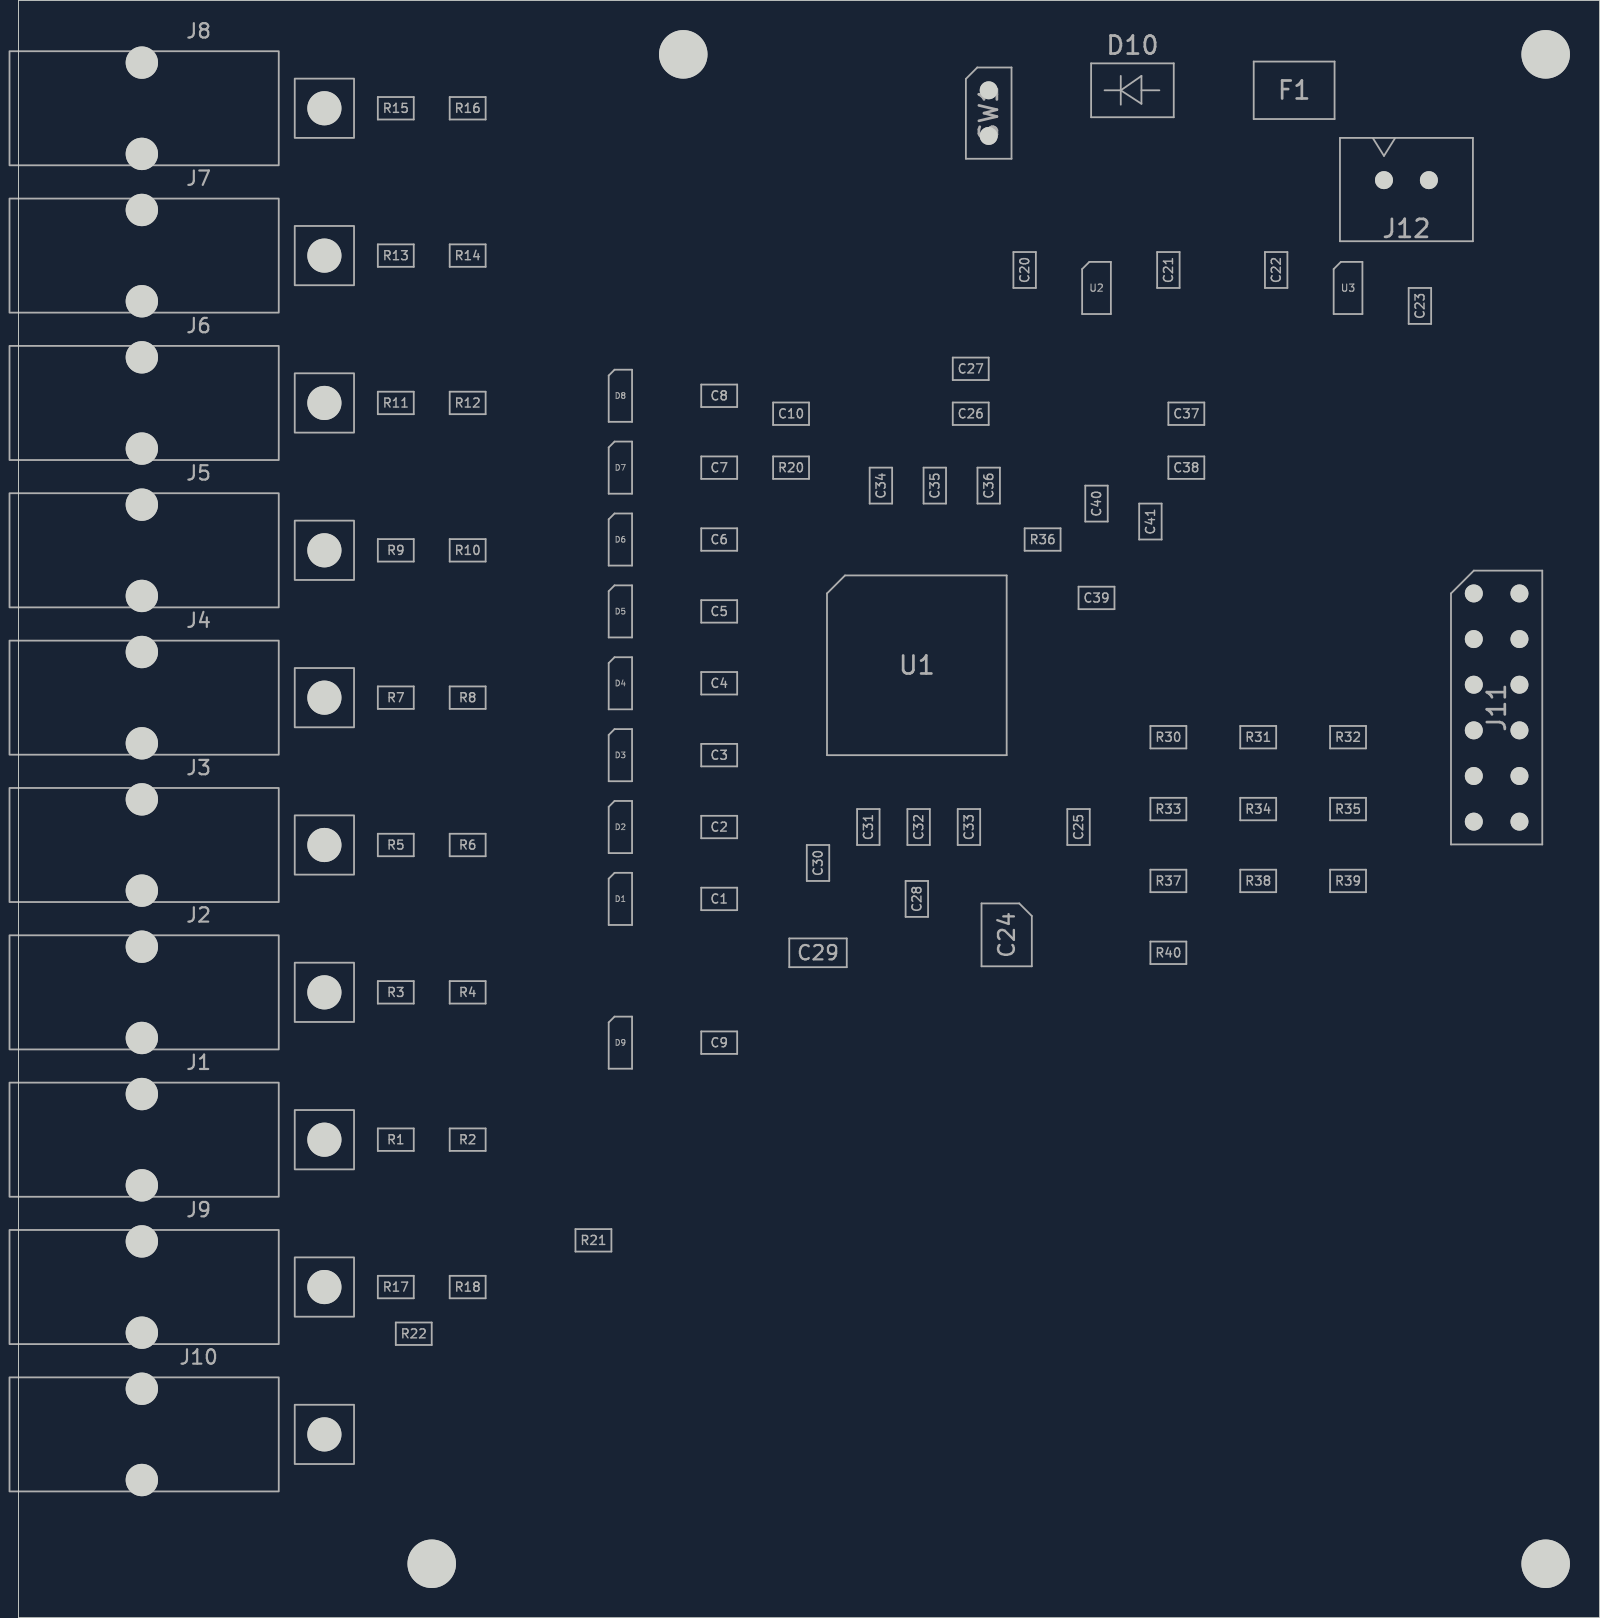 J8
D10
F1
R15 R16 SW1
J7
J12
R13 R14 C20 C21 C22
U2 U3 C23
J6
C27
D8 C8
R11 R12 C10 C26 C37
J5 D7 C7 R20 C38
C34 C35 C36
C40
C41
R9 R10 D6 C6 R36
C39
J4 D5 C5
U1
D4 C4
R7 R8 J11
R30 R31 R32
J3 D3 C3
R33 R34 R35
D2 C2 C31 C32 C33 C25
R5 R6
C30
R37 R38 R39
J2 D1 C1 C28
C24
C29 R40
R3 R4
D9 C9
J1
R1 R2
J9
R21
R17 R18
R22
J10